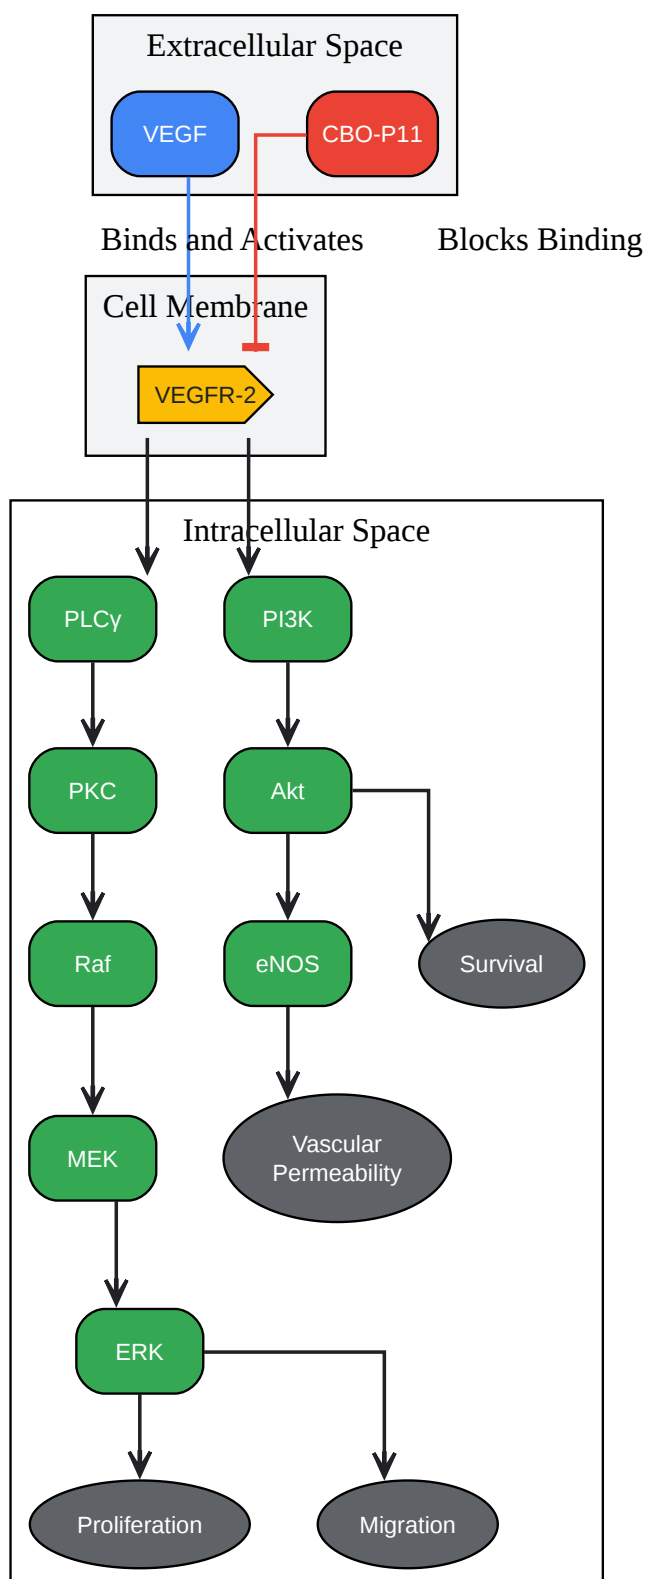 Extracellular Space
VEGF
CBO-P11
Binds and Activates
Blocks Binding
Cell Membrane
VEGFR-2
Intracellular Space
PLCγ
PI3K
PKC
Akt
Raf
eNOS
Survival
MEK
Vascular
Permeability
ERK
Proliferation
Migration